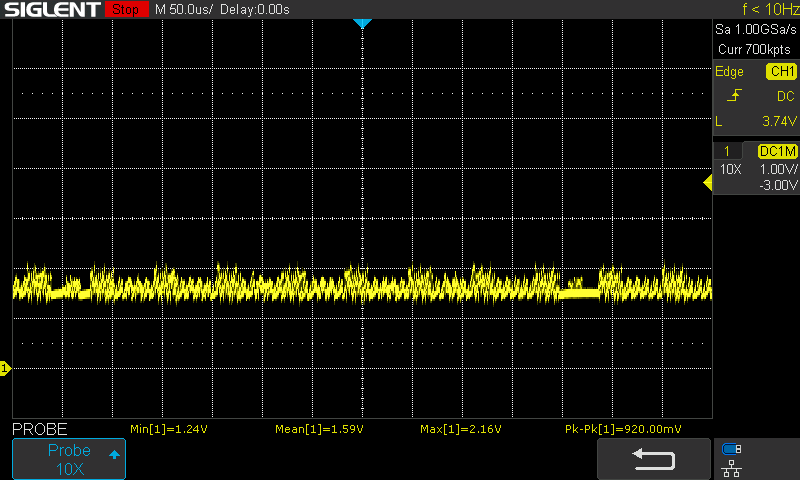 SIGLENT Stop M 50.0us/ Delay:0.00s f < 10Hz
Sa 1.00GSa/s
Curr 700kpts
Edge CH1
DC
L 3.74V
1 DC1M
10X 1.00V/
-3.00V
1
PROBE Min[1]=1.24V Mean[1]=1.59V Max[1]=2.16V Pk-Pk[1]=920.00mV
Probe
10X